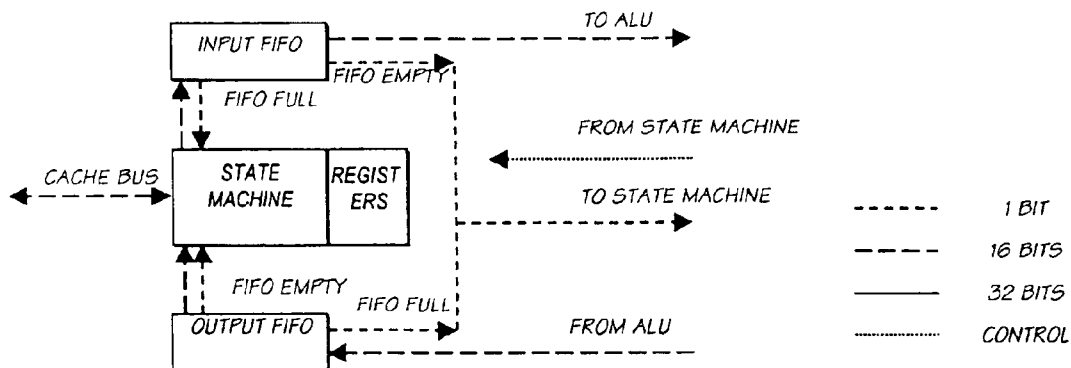 TO ALU
INPUT FIFO
FIFO EMPTY
FIFO FULL
FROM STATE MACHINE
CACHE BUS
STATE
MACHINE
REGIST
ERS
TO STATE MACHINE
1 BIT
16 BITS
FIFO EMPTY
FIFO FULL
32 BITS
OUTPUT FIFO
FROM ALU
CONTROL